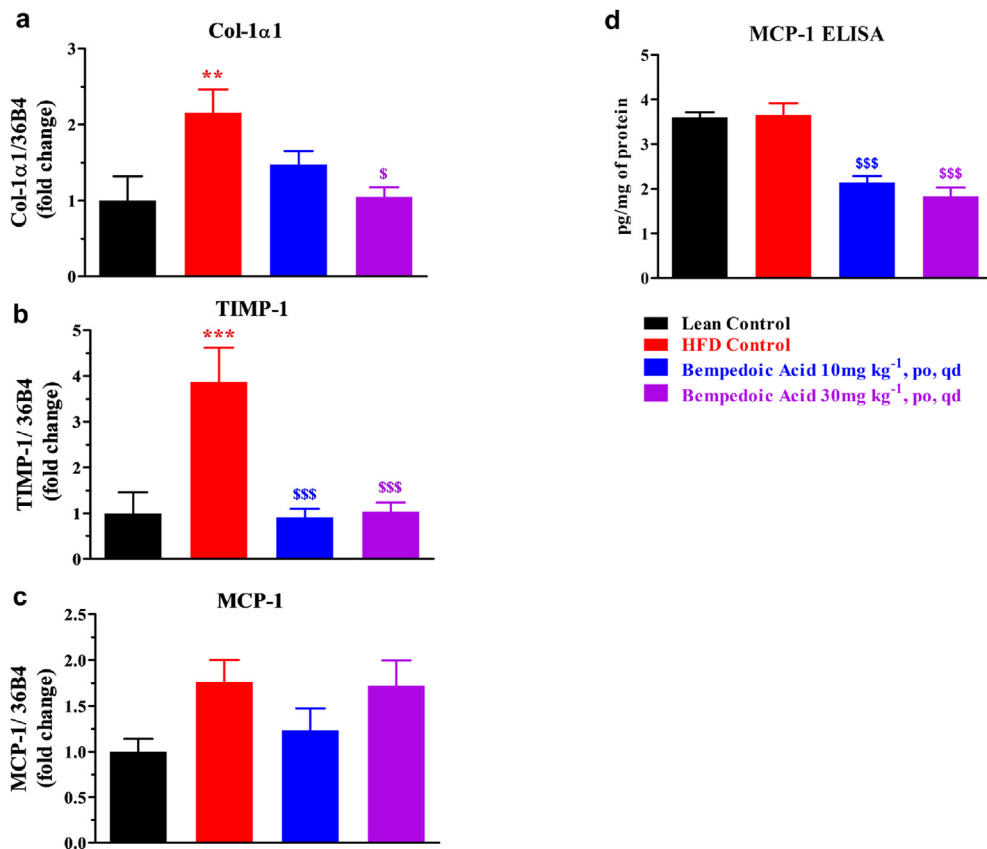 a
Col-1α1
Col-1α1/36B4
(fold change)
3
2
1
0
**
$
b
TIMP-1
TIMP-1/ 36B4
(fold change)
5
4
3
2
1
0
***
$$$
$$$
c
MCP-1
MCP-1/ 36B4
(fold change)
2.5
2.0
1.5
1.0
0.5
0.0
d
MCP-1 ELISA
pg/mg of protein
5
4
3
2
1
0
$$$
$$$
Lean Control
HFD Control
Bempedoic Acid 10mg kg⁻¹, po, qd
Bempedoic Acid 30mg kg⁻¹, po, qd